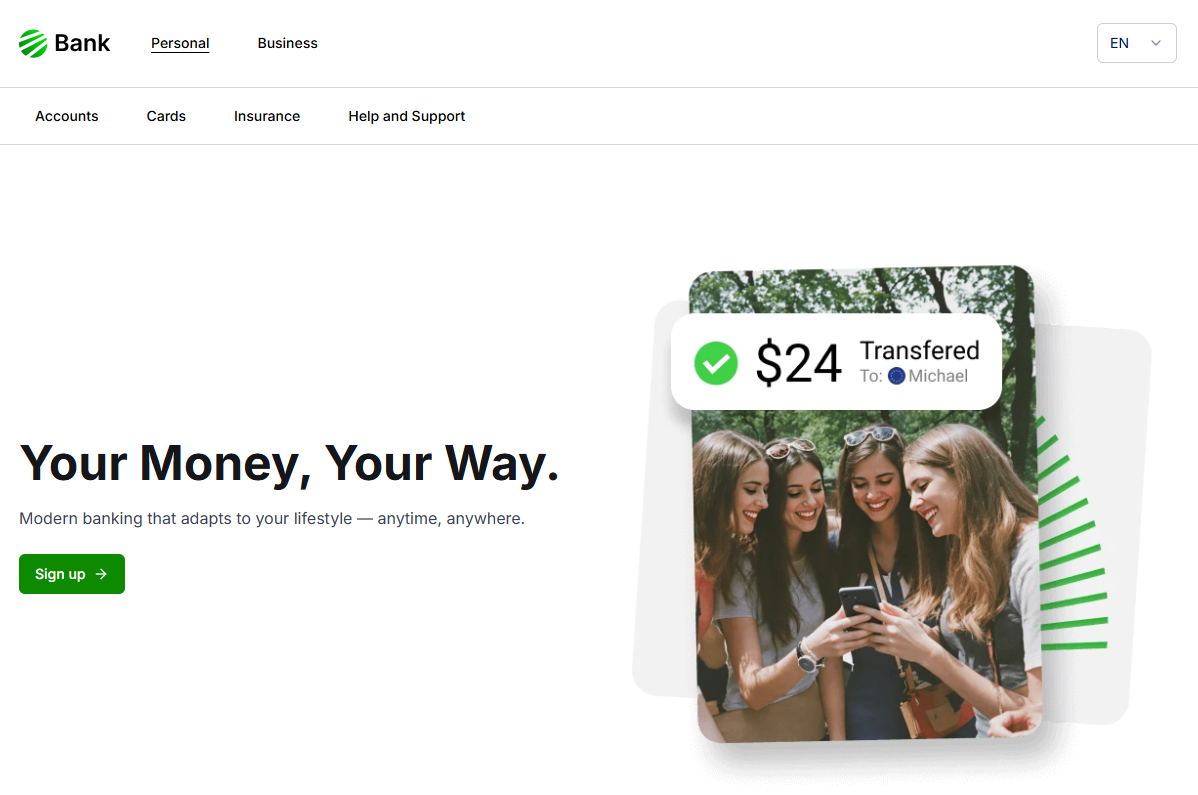 Bank
Personal
Business
EN
Accounts
Cards
Insurance
Help and Support
$24
Transfered
To: Michael
Your Money, Your Way.
Modern banking that adapts to your lifestyle — anytime, anywhere.
Sign up